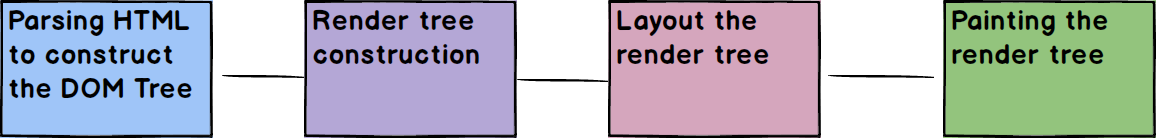 Parsing HTML
to construct
the DOM Tree
Render tree
construction
Layout the
render tree
Painting the
render tree